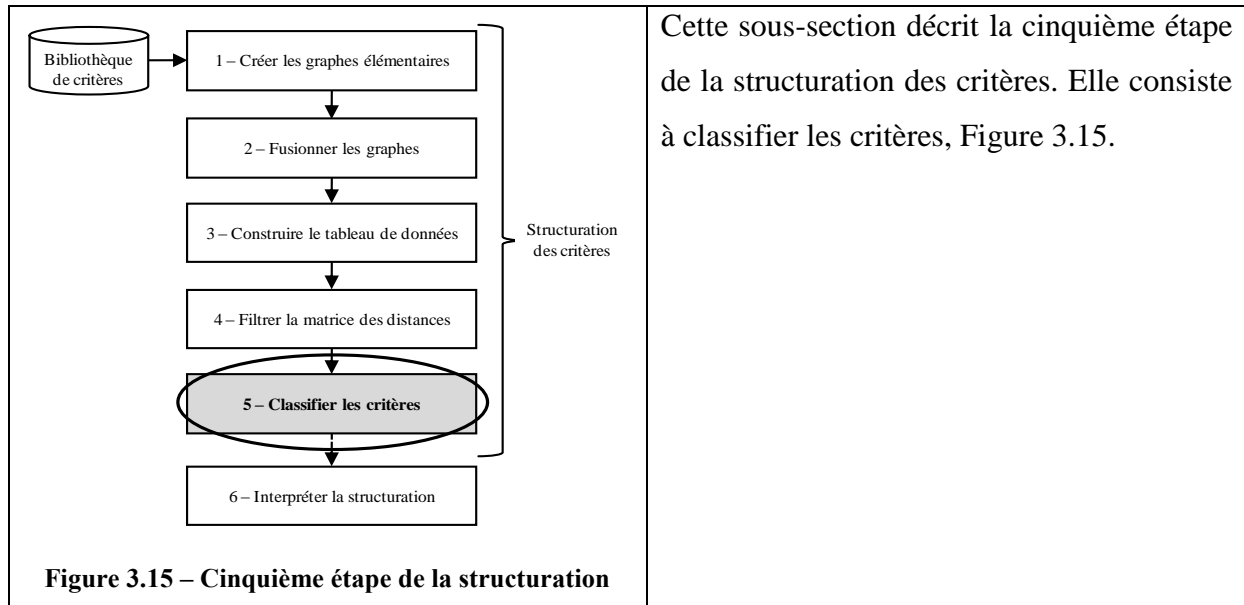 Bibliothèque
de critères
1 – Créer les graphes élémentaires
2 – Fusionner les graphes
3 – Construire le tableau de données
Structuration
des critères
4 – Filtrer la matrice des distances
5 – Classifier les critères
6 – Interpréter la structuration
Figure 3.15 – Cinquième étape de la structuration
Cette sous-section décrit la cinquième étape
de la structuration des critères. Elle consiste
à classifier les critères, Figure 3.15.